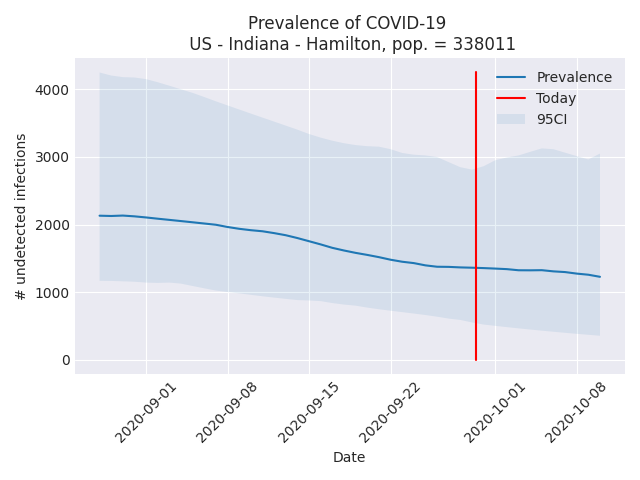 Prevalence of COVID-19
US - Indiana - Hamilton, pop. = 338011
Prevalence
Today
95CI
# undetected infections
4000
3000
2000
1000
0
2020-09-01
2020-09-08
2020-09-15
2020-09-22
2020-10-01
2020-10-08
Date